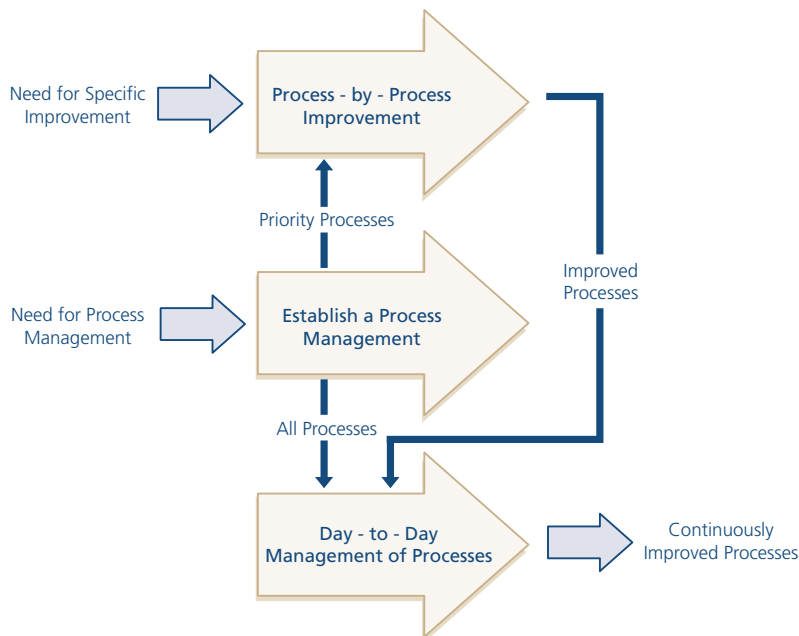 Need for Specific
Improvement
Process - by - Process
Improvement
Priority Processes
Improved
Processes
Need for Process
Management
Establish a Process
Management
All Processes
Day - to - Day
Management of Processes
Continuously
Improved Processes